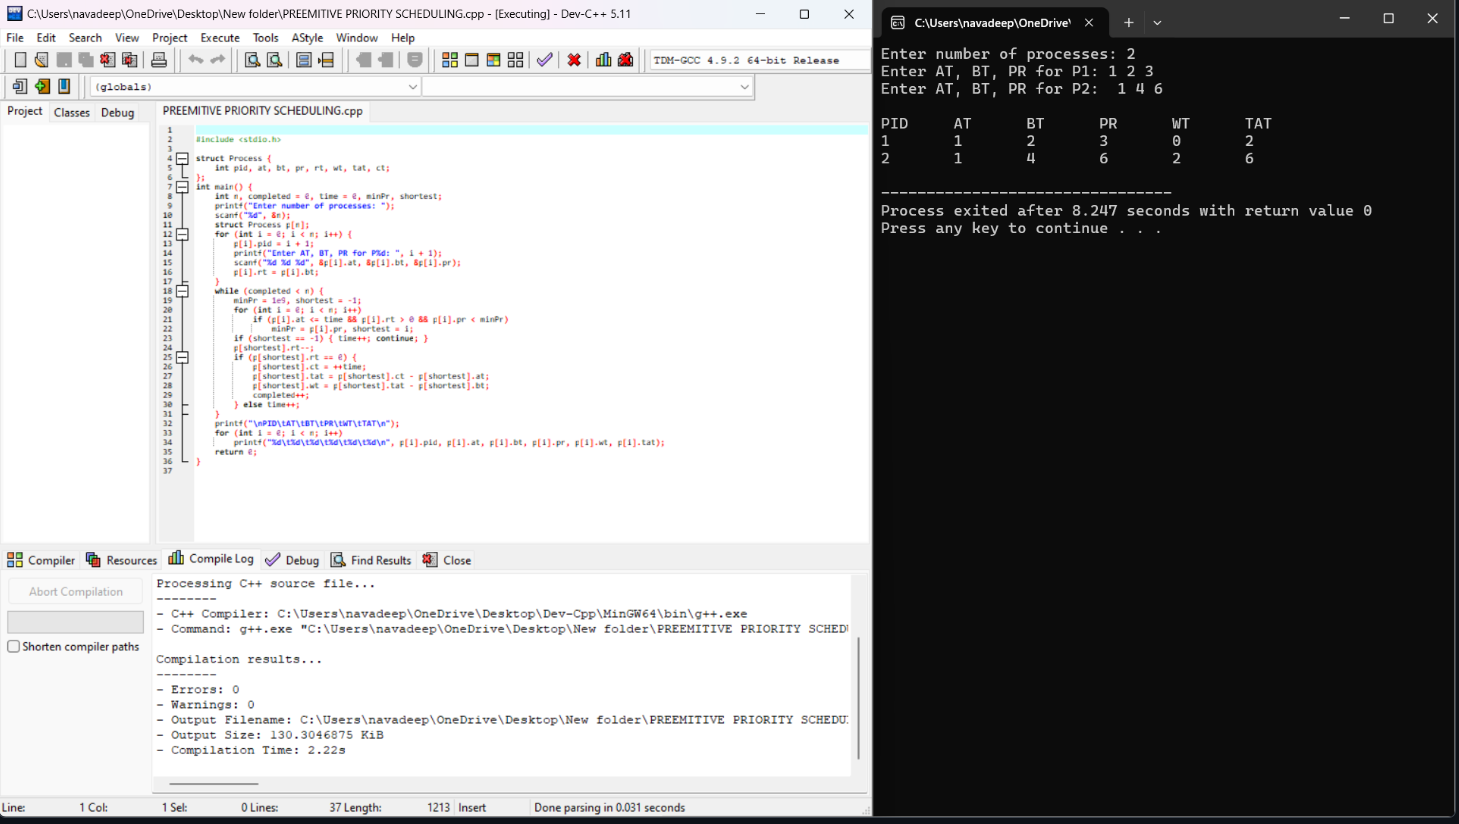 C:\Users\navadeep\OneDrive\Desktop\New folder\PREEMITIVE PRIORITY SCHEDULING.cpp - [Executing] - Dev-C++ 5.11
File Edit Search View Project Execute Tools AStyle Window Help
TDM-GCC 4.9.2 64-bit Release
(globals)
Project Classes Debug
PREEMITIVE PRIORITY SCHEDULING.cpp
1
2 #include <stdio.h>
3
4 struct Process {
5 int pid, at, bt, pr, rt, wt, tat, ct;
6 };
7 int main() {
8 int n, completed = 0, time = 0, minPr, shortest;
9 printf("Enter number of processes: ");
10 scanf("%d", &n);
11 struct Process p[n];
12 for (int i = 0; i < n; i++) {
13 p[i].pid = i + 1;
14 printf("Enter AT, BT, PR for P%d: ", i + 1);
15 scanf("%d %d %d", &p[i].at, &p[i].bt, &p[i].pr);
16 p[i].rt = p[i].bt;
17 }
18 while (completed < n) {
19 minPr = 1e9, shortest = -1;
20 for (int i = 0; i < n; i++)
21 if (p[i].at <= time && p[i].rt > 0 && p[i].pr < minPr)
22 minPr = p[i].pr, shortest = i;
23 if (shortest == -1) { time++; continue; }
24 p[shortest].rt--;
25 if (p[shortest].rt == 0) {
26 p[shortest].ct = ++time;
27 p[shortest].tat = p[shortest].ct - p[shortest].at;
28 p[shortest].wt = p[shortest].tat - p[shortest].bt;
29 completed++;
30 } else time++;
31 }
32 printf("\nPID\tAT\tBT\tPR\tWT\tTAT\n");
33 for (int i = 0; i < n; i++)
34 printf("%d\t%d\t%d\t%d\t%d\t%d\n", p[i].pid, p[i].at, p[i].bt, p[i].pr, p[i].wt, p[i].tat);
35 return 0;
36 }
37
Compiler Resources Compile Log Debug Find Results Close
Abort Compilation
Shorten compiler paths
Processing C++ source file...
--------
- C++ Compiler: C:\Users\navadeep\OneDrive\Desktop\Dev-Cpp\MinGW64\bin\g++.exe
- Command: g++.exe "C:\Users\navadeep\OneDrive\Desktop\New folder\PREEMITIVE PRIORITY SCHEDU
Compilation results...
--------
- Errors: 0
- Warnings: 0
- Output Filename: C:\Users\navadeep\OneDrive\Desktop\New folder\PREEMITIVE PRIORITY SCHEDU
- Output Size: 130.3046875 KiB
- Compilation Time: 2.22s
Line: 1 Col: 1 Sel: 0 Lines: 37 Length: 1213 Insert Done parsing in 0.031 seconds
C:\Users\navadeep\OneDrive\
Enter number of processes: 2
Enter AT, BT, PR for P1: 1 2 3
Enter AT, BT, PR for P2: 1 4 6
PID AT BT PR WT TAT
1 1 2 3 0 2
2 1 4 6 2 6
--------------------------------
Process exited after 8.247 seconds with return value 0
Press any key to continue . . .